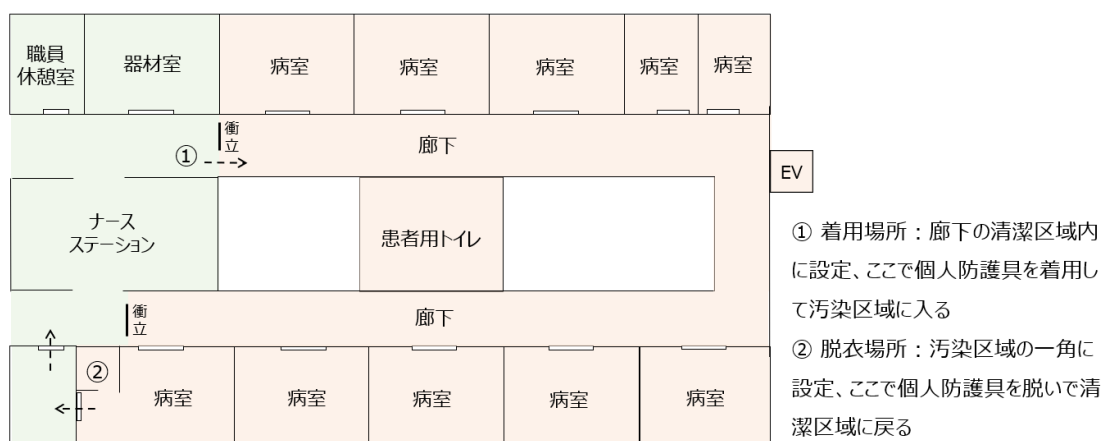 職員
休憩室
器材室
病室
病室
病室
病室
病室
衝
立
①
廊下
EV
ナース
ステーション
患者用トイレ
衝
立
廊下
②
病室
病室
病室
病室
病室
① 着用場所：廊下の清潔区域内
に設定、ここで個人防護具を着用し
て汚染区域に入る
② 脱衣場所：汚染区域の一角に
設定、ここで個人防護具を脱いで清
潔区域に戻る